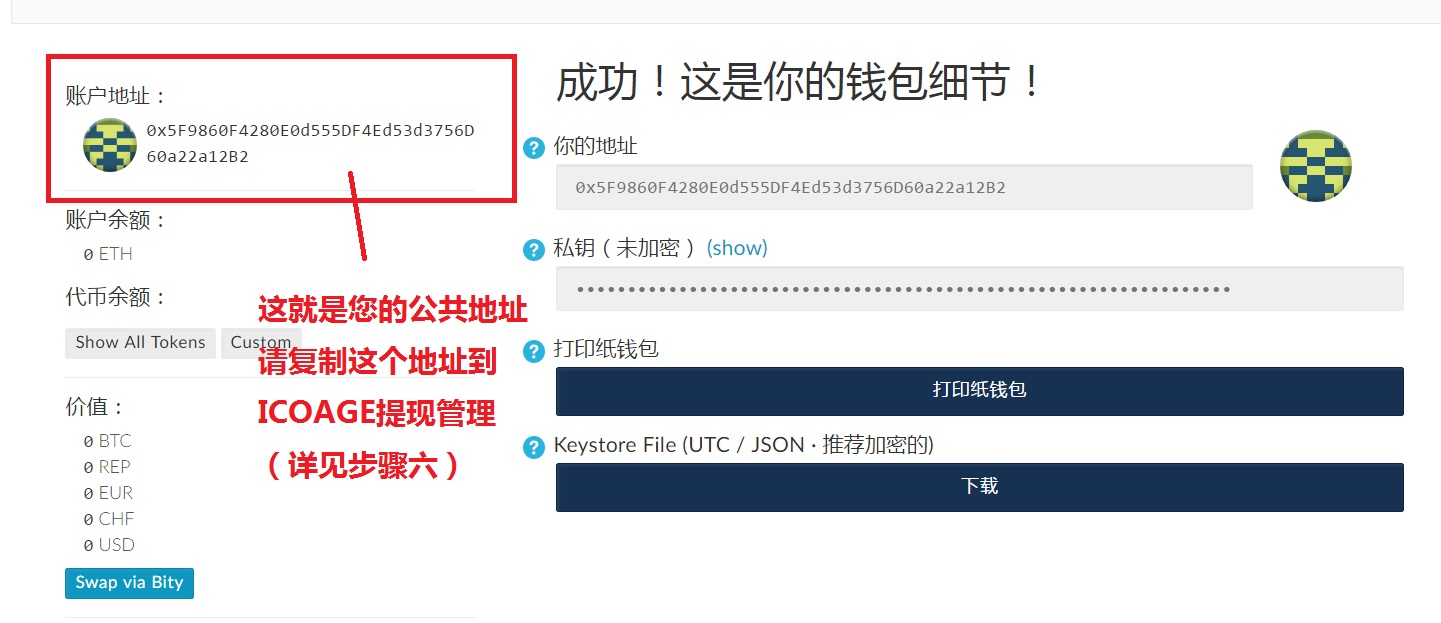 账户地址：
0x5F9860F4280E0d555DF4Ed53d3756D
60a22a12B2
账户余额：
0 ETH
代币余额：
Show All Tokens
Custom
价值：
0 BTC
0 REP
0 EUR
0 CHF
0 USD
Swap via Bity
这就是您的公共地址
请复制这个地址到
ICOAGE提现管理
（详见步骤六）
成功！这是你的钱包细节！
? 你的地址
0x5F9860F4280E0d555DF4Ed53d3756D60a22a12B2
? 私钥（未加密）(show)
? 打印纸钱包
打印纸钱包
? Keystore File (UTC / JSON · 推荐加密的)
下载